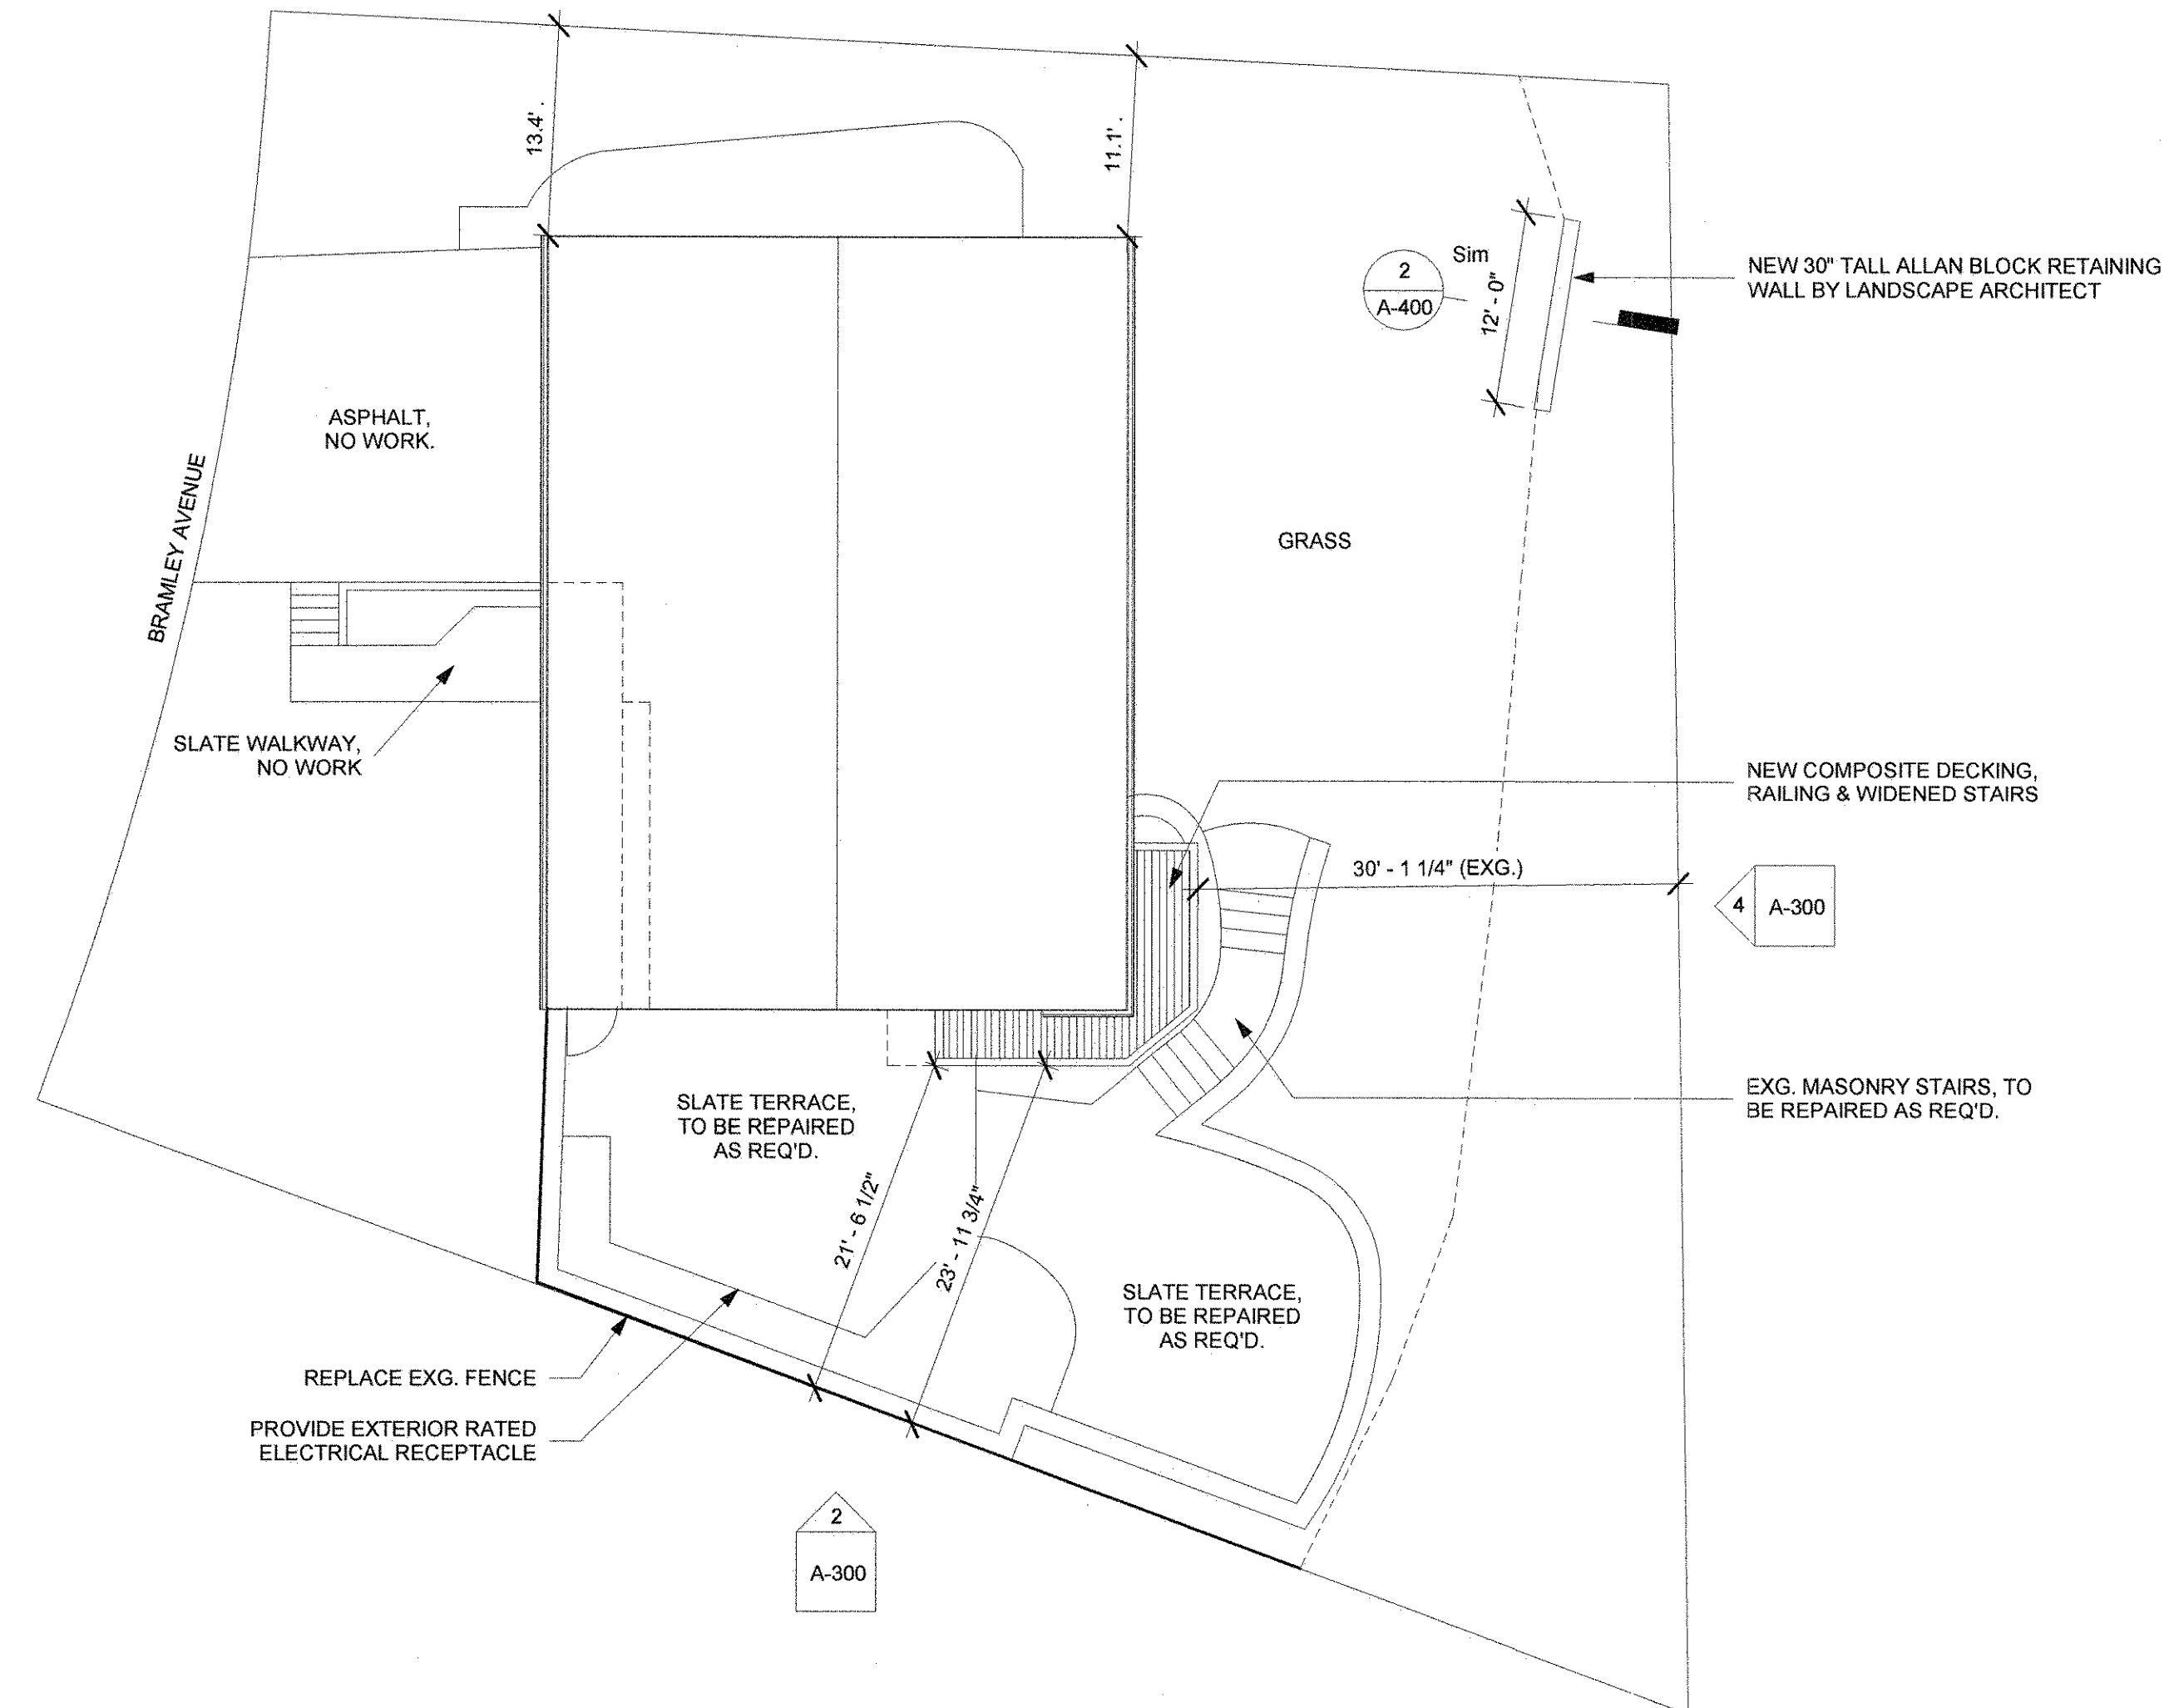 13.4' .
11.1' .
2
A-400
Sim
12' - 0"
NEW 30" TALL ALLAN BLOCK RETAINING
WALL BY LANDSCAPE ARCHITECT
ASPHALT,
NO WORK.
BRAMLEY AVENUE
GRASS
SLATE WALKWAY,
NO WORK
NEW COMPOSITE DECKING,
RAILING & WIDENED STAIRS
30' - 1 1/4" (EXG.)
4
A-300
EXG. MASONRY STAIRS, TO
BE REPAIRED AS REQ'D.
SLATE TERRACE,
TO BE REPAIRED
AS REQ'D.
21' - 6 1/2"
23' - 11 3/4"
SLATE TERRACE,
TO BE REPAIRED
AS REQ'D.
REPLACE EXG. FENCE
PROVIDE EXTERIOR RATED
ELECTRICAL RECEPTACLE
2
A-300